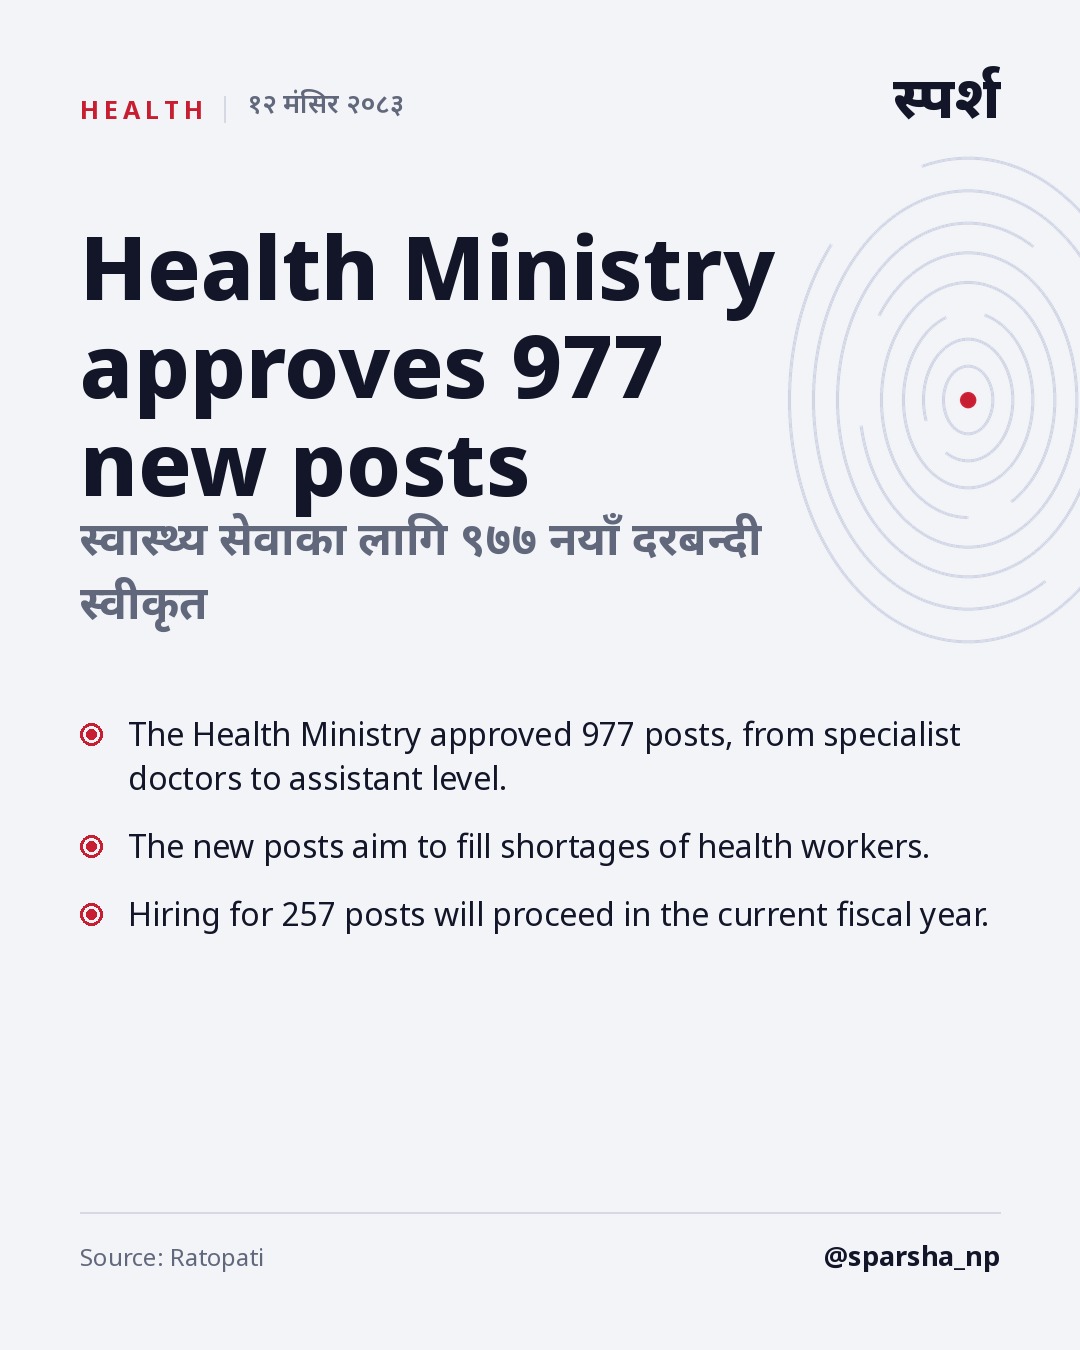 HEALTH | १२ मंसिर २०८३
स्पर्श
Health Ministry
approves 977
new posts
स्वास्थ्य सेवाका लागि ९७७ नयाँ दरबन्दी
स्वीकृत
The Health Ministry approved 977 posts, from specialist
doctors to assistant level.
The new posts aim to fill shortages of health workers.
Hiring for 257 posts will proceed in the current fiscal year.
Source: Ratopati
@sparsha_np